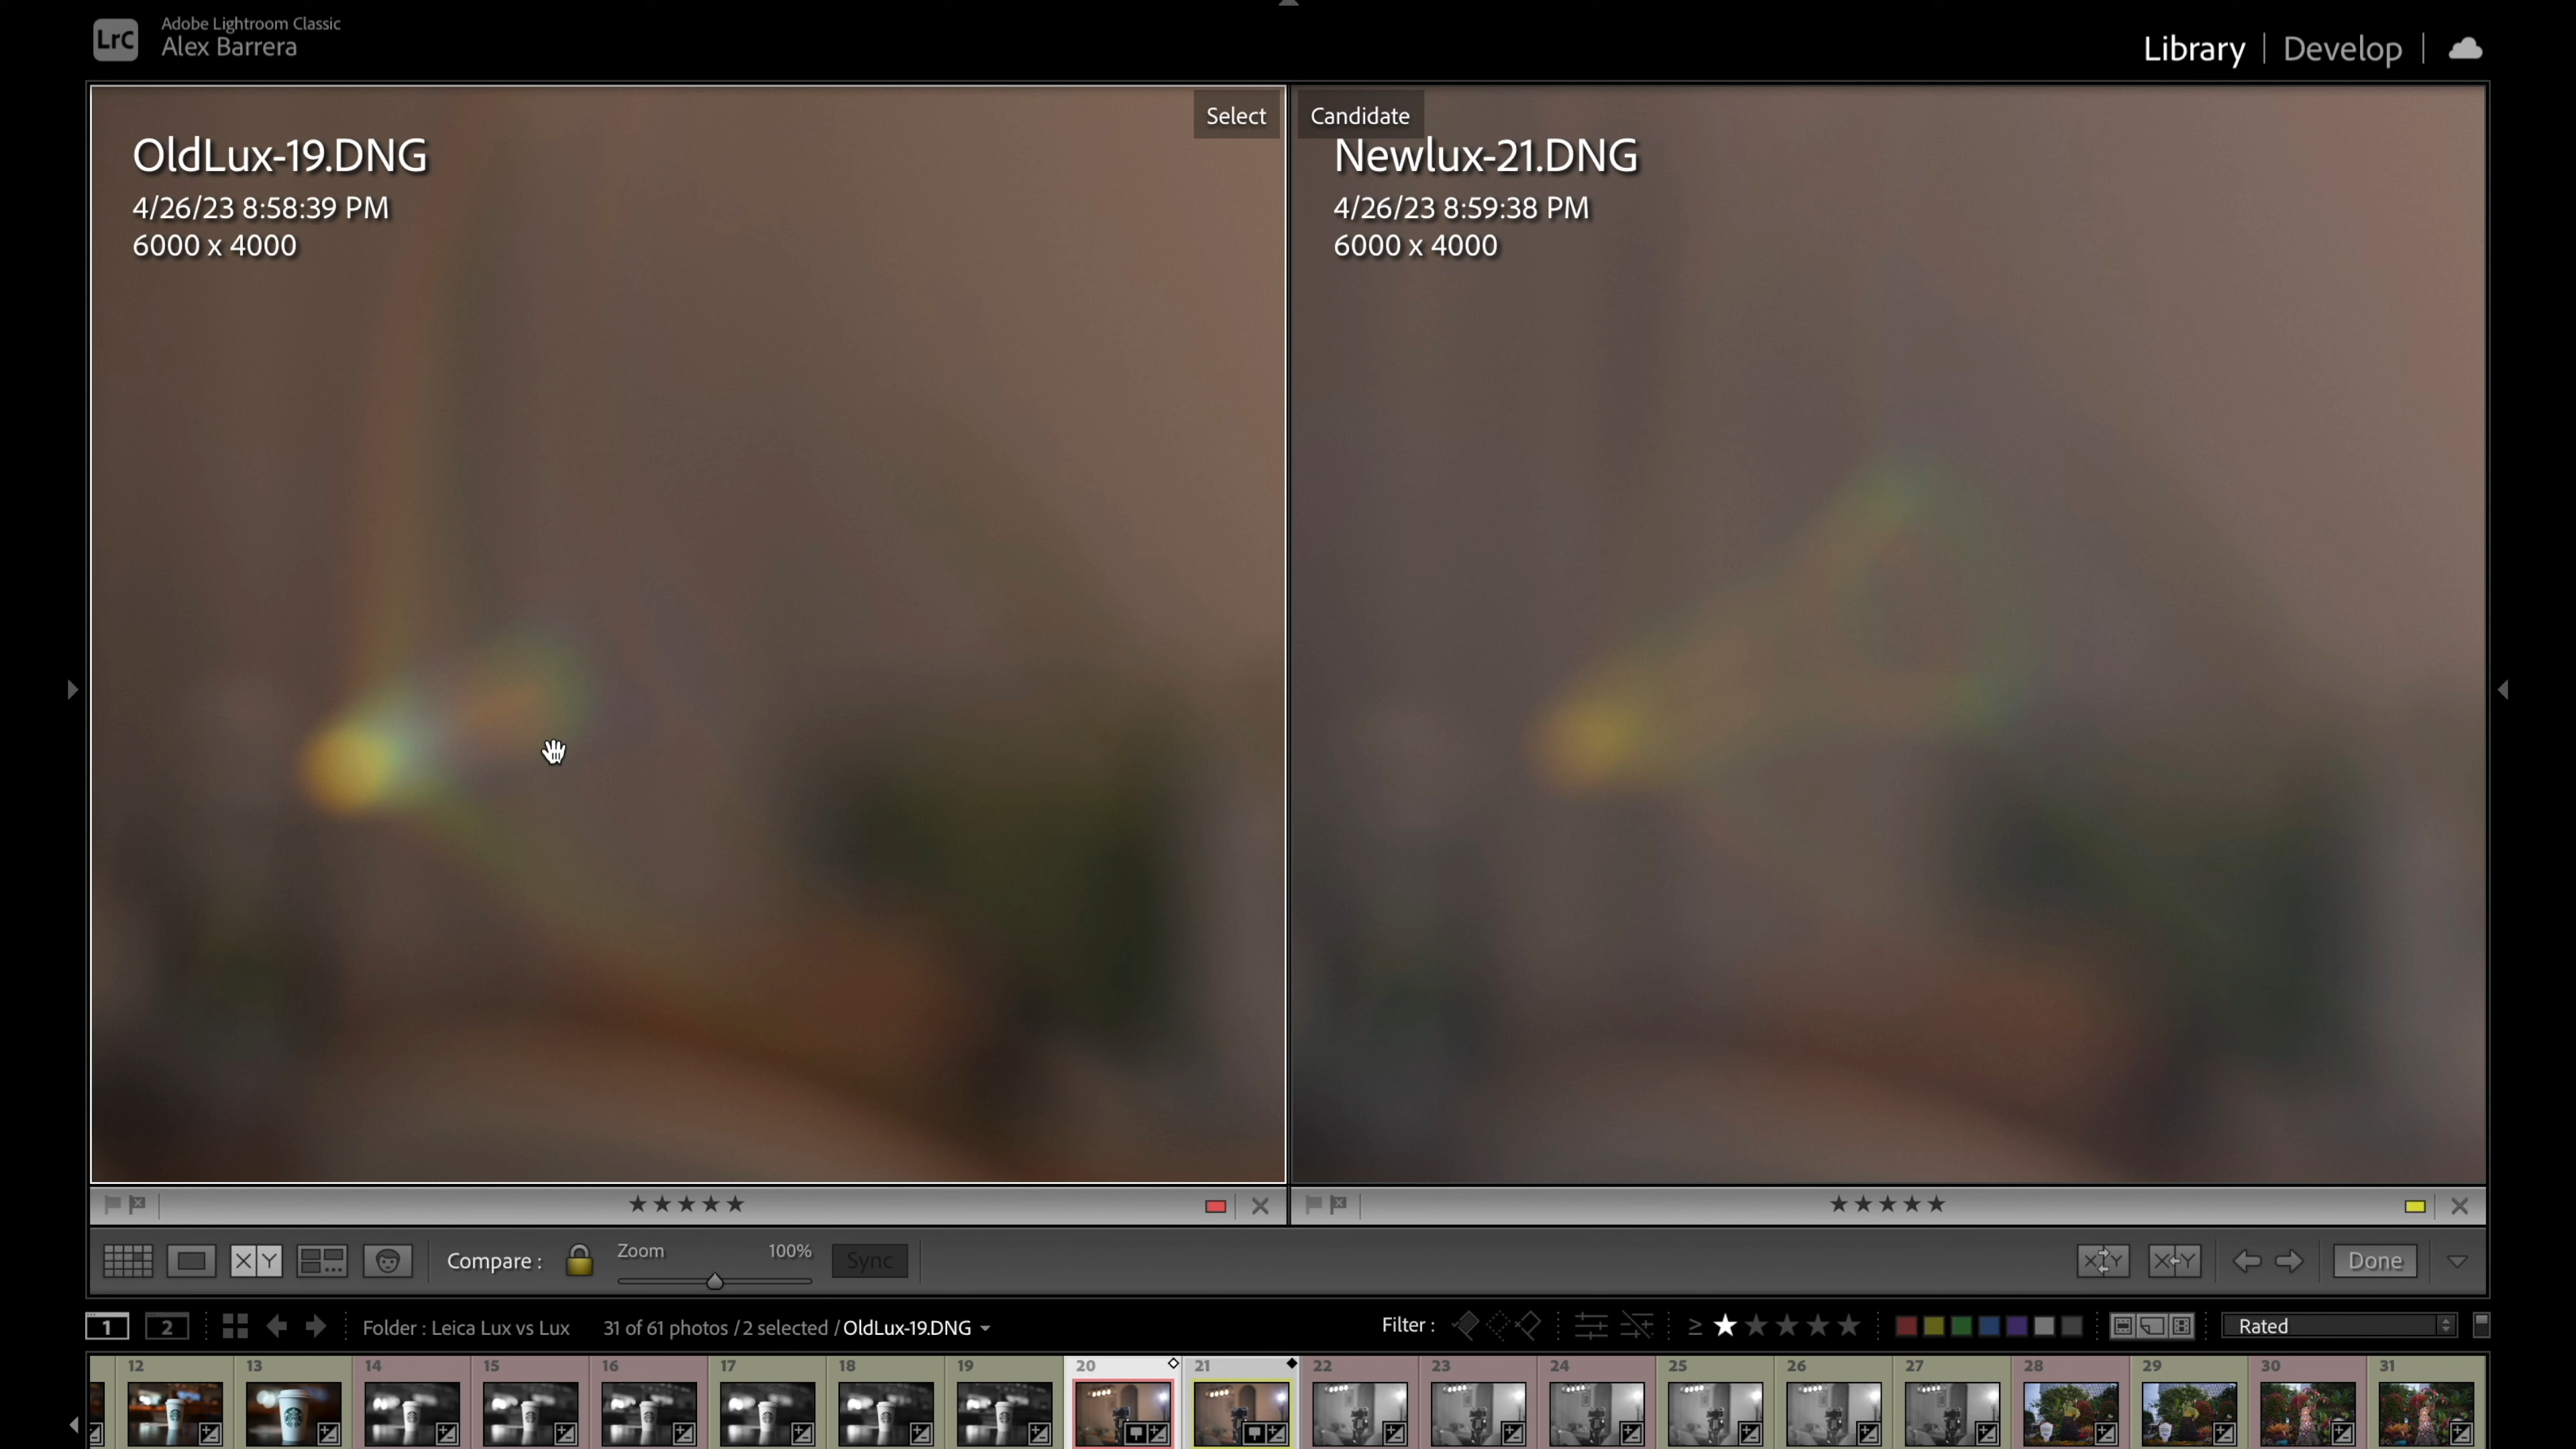 LrC
Adobe Lightroom Classic
Alex Barrera
Library | Develop |
Select
Candidate
OldLux-19.DNG
4/26/23 8:58:39 PM
6000 x 4000
Newlux-21.DNG
4/26/23 8:59:38 PM
6000 x 4000
X Y
Compare :
Zoom 100%
Sync
X Y
X Y
Done
1 2
Folder : Leica Lux vs Lux
31 of 61 photos / 2 selected / OldLux-19.DNG
Filter :
≥
Rated
12 13 14 15 16 17 18 19 20 21 22 23 24 25 26 27 28 29 30 31